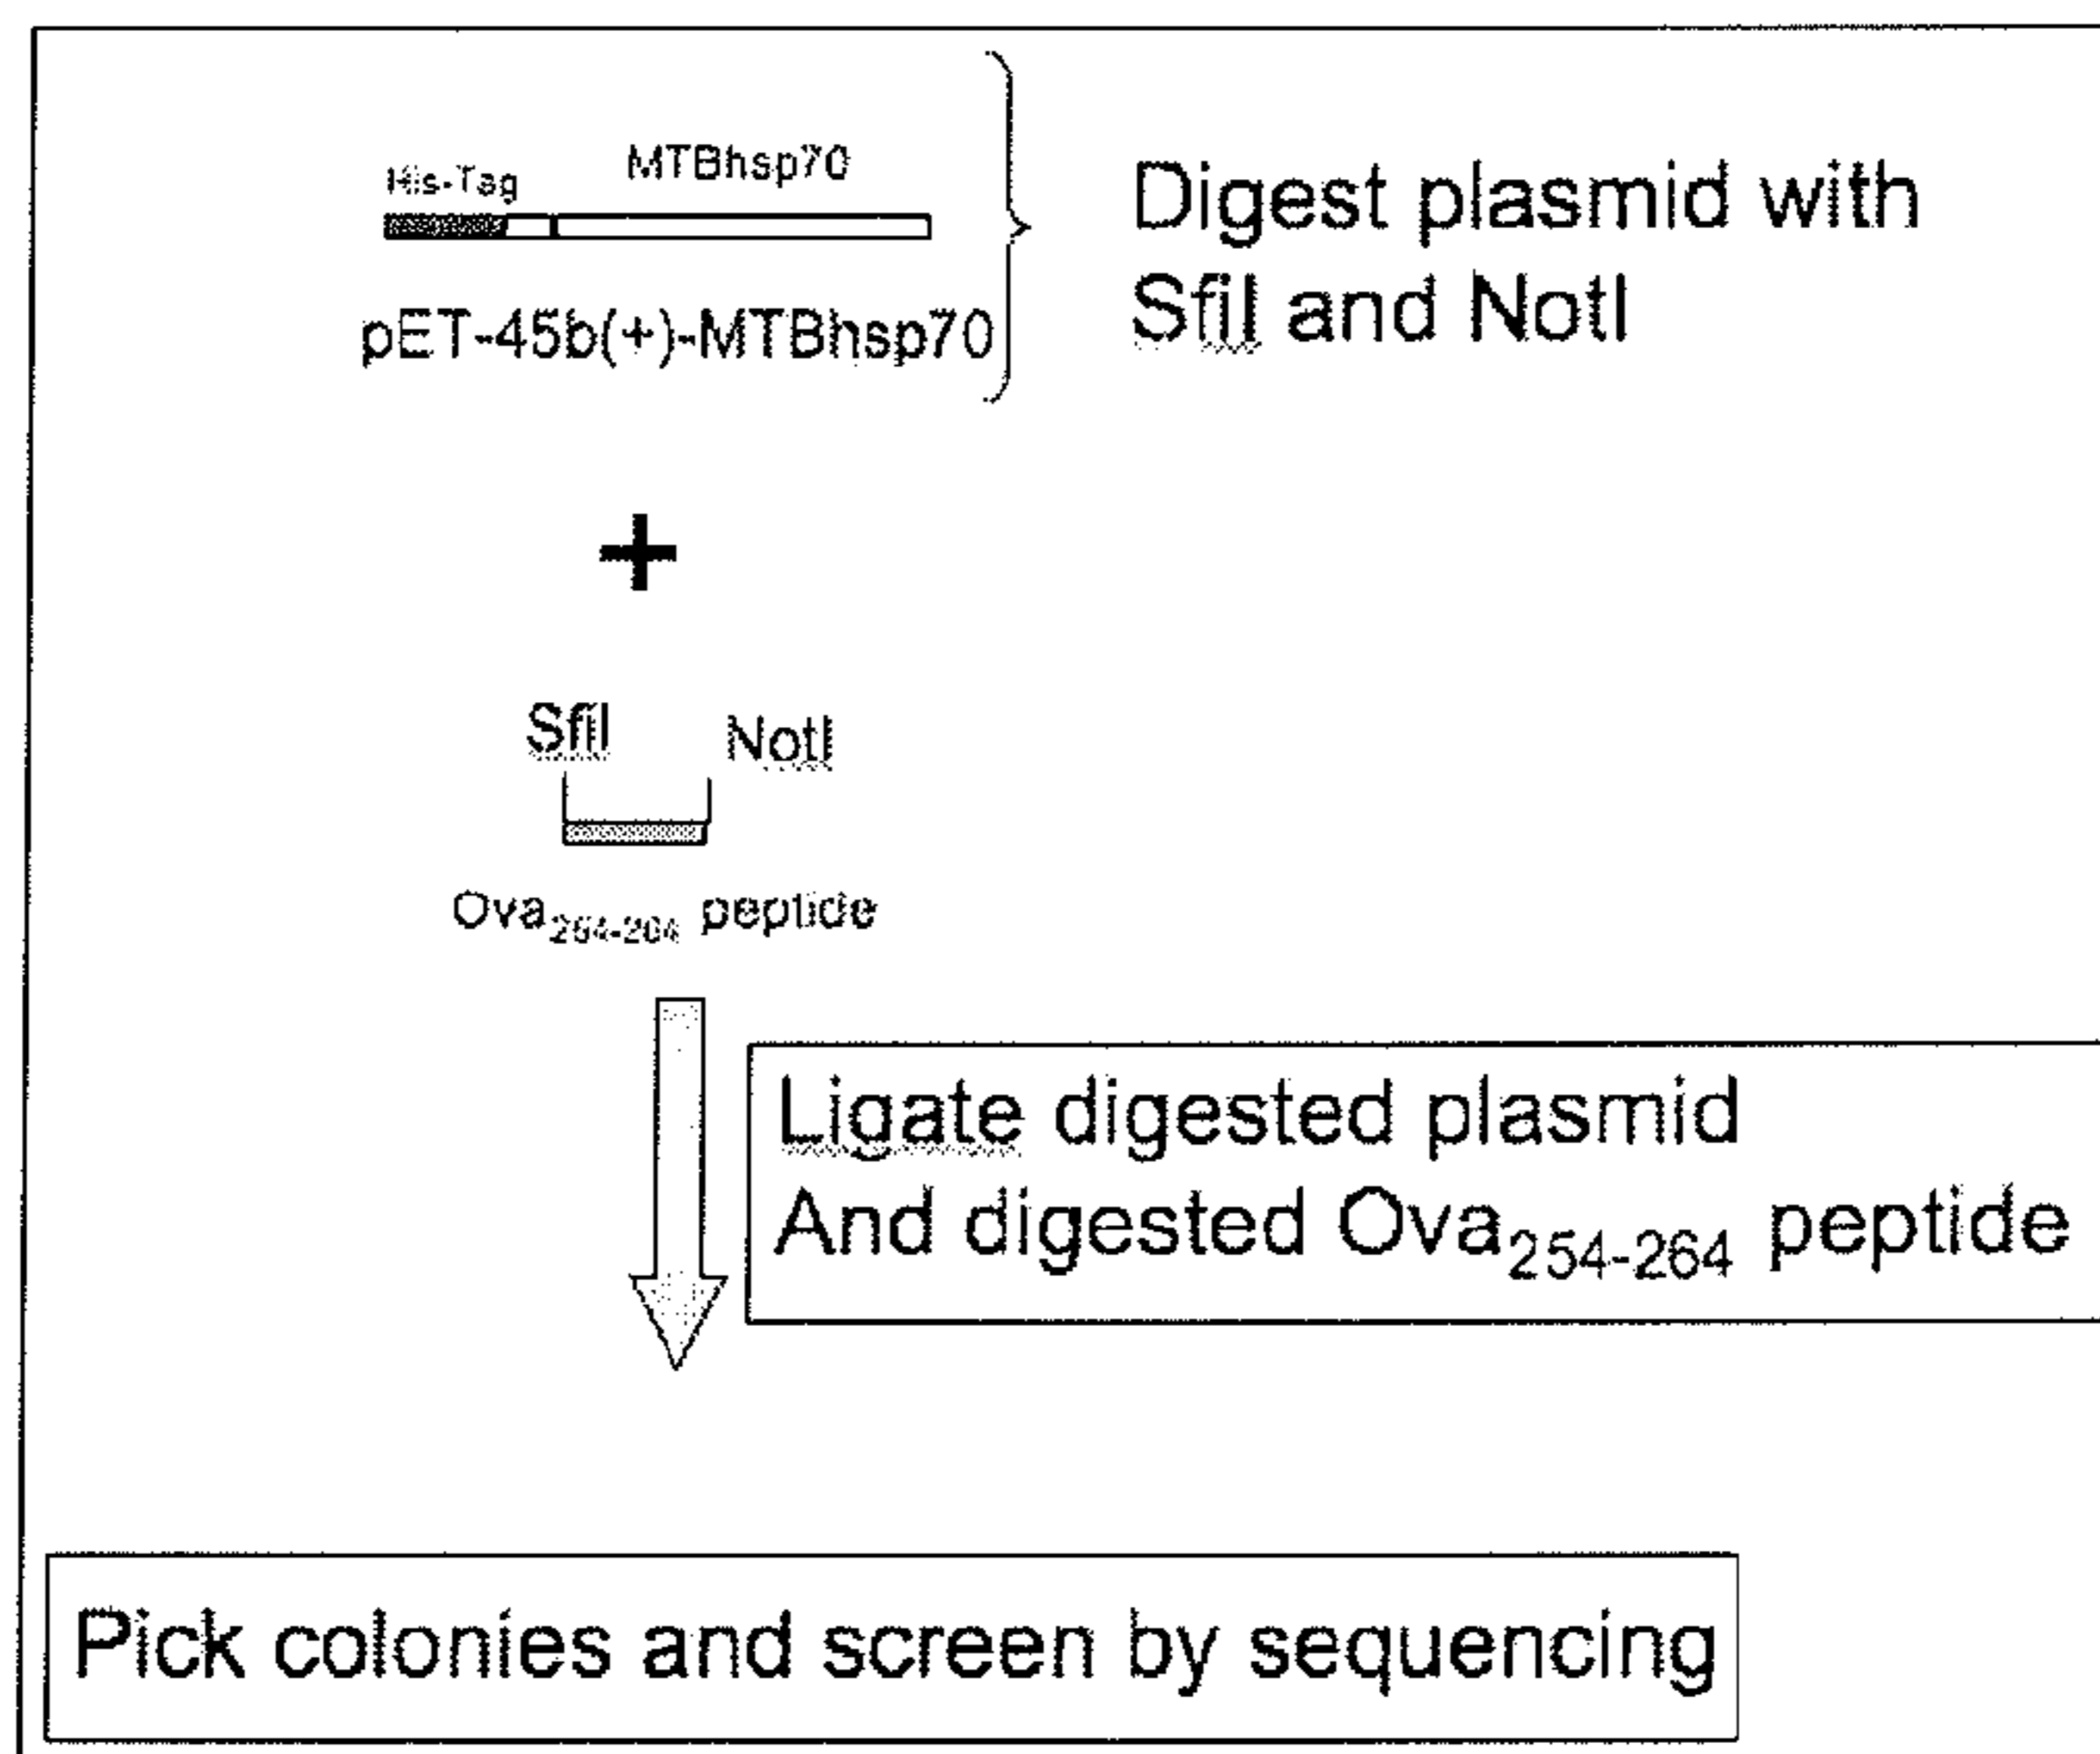 His-Tag MTBhsp70
Digest plasmid with
SfiI and NotI
pET-45b(+)-MTBhsp70
+
SfiI NotI
Ova254-264 peptide
Ligate digested plasmid
And digested Ova254-264 peptide
Pick colonies and screen by sequencing